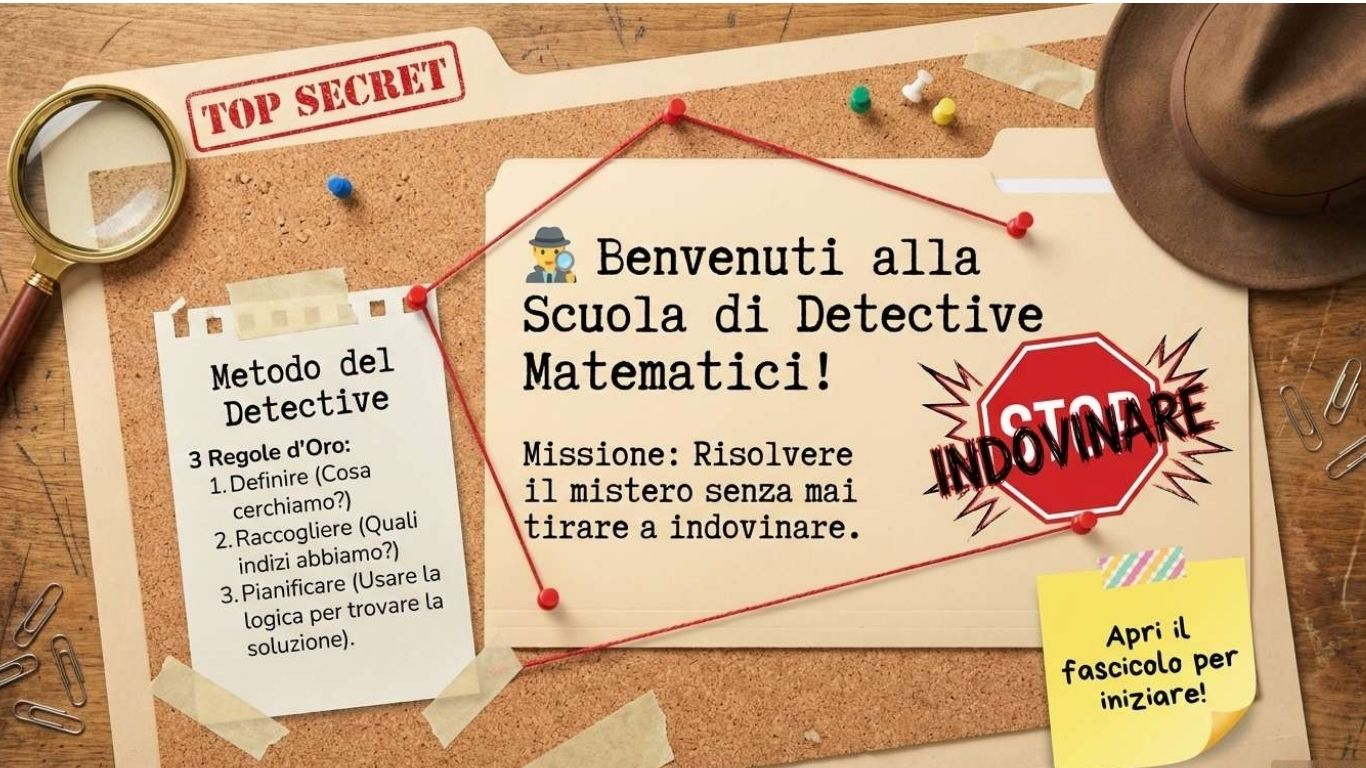 TOP SECRET
Metodo del
Detective
3 Regole d'Oro:
1. Definire (Cosa
cerchiamo?)
2. Raccogliere (Quali
indizi abbiamo?)
3. Pianificare (Usare la
logica per trovare la
soluzione).
Benvenuti alla
Scuola di Detective
Matematici!
Missione: Risolvere
il mistero senza mai
tirare a indovinare.
STOP
INDOVINARE
Apri il
fascicolo per
iniziare!